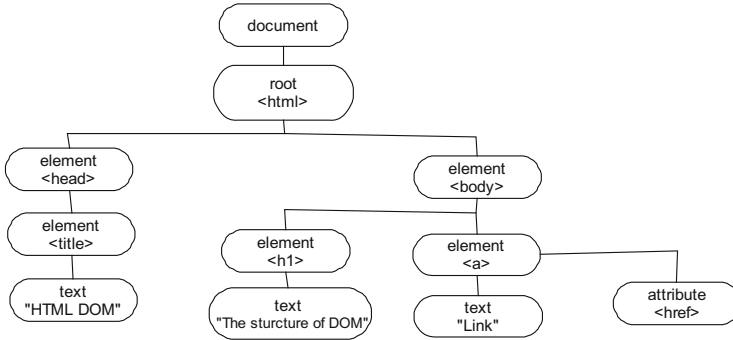 document
root
<html>
element
<head>
element
<body>
element
<title>
element
<h1>
element
<a>
text
"HTML DOM"
text
"The sturcture of DOM"
text
"Link"
attribute
<href>